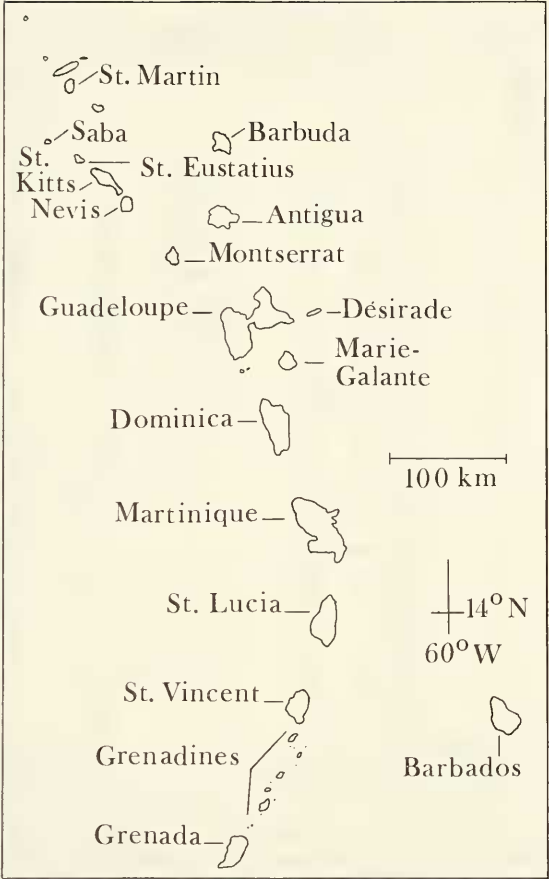 St. Martin
Saba
Barbuda
St.
Kitts
St. Eustatius
Nevis
Antigua
Montserrat
Guadeloupe
Désirade
Marie-
Galante
Dominica
100 km
Martinique
St. Lucia
14° N
60° W
St. Vincent
Grenadines
Barbados
Grenada